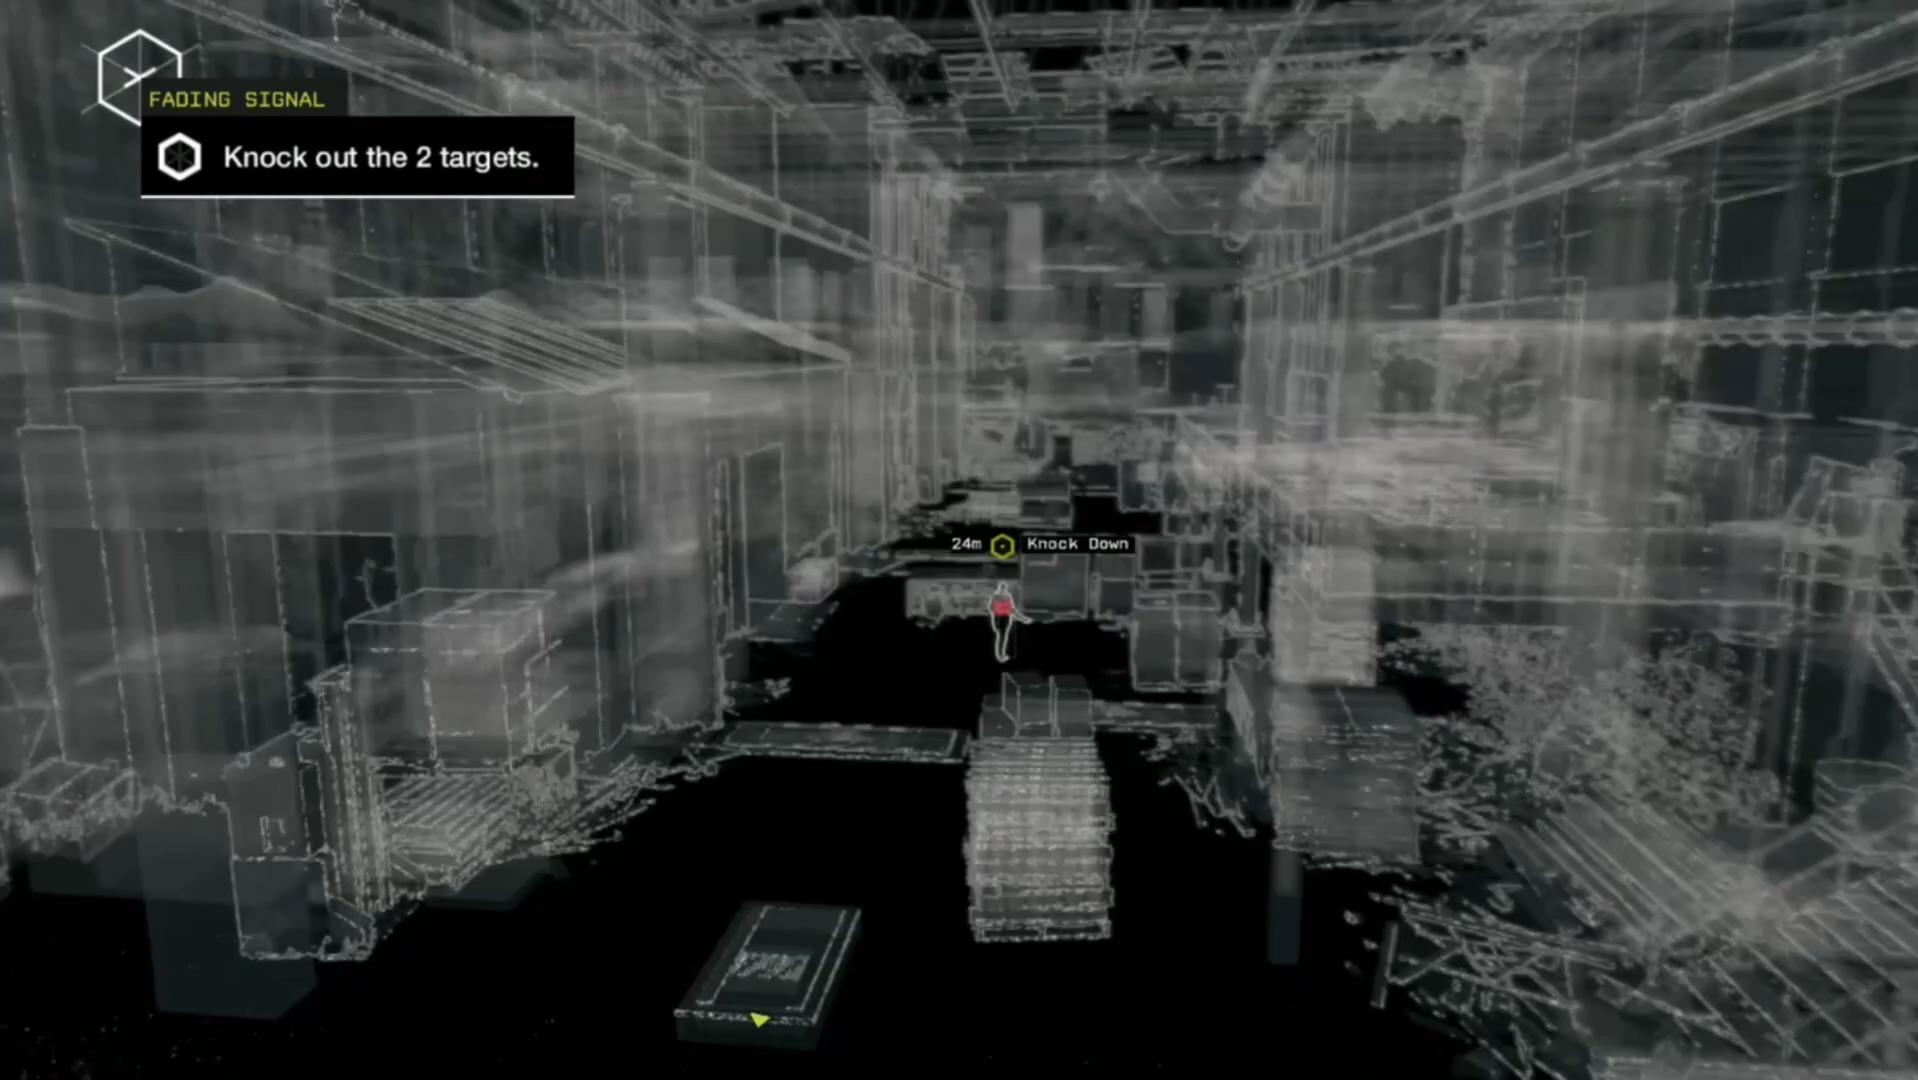 FADING SIGNAL
Knock out the 2 targets.
24m Knock Down